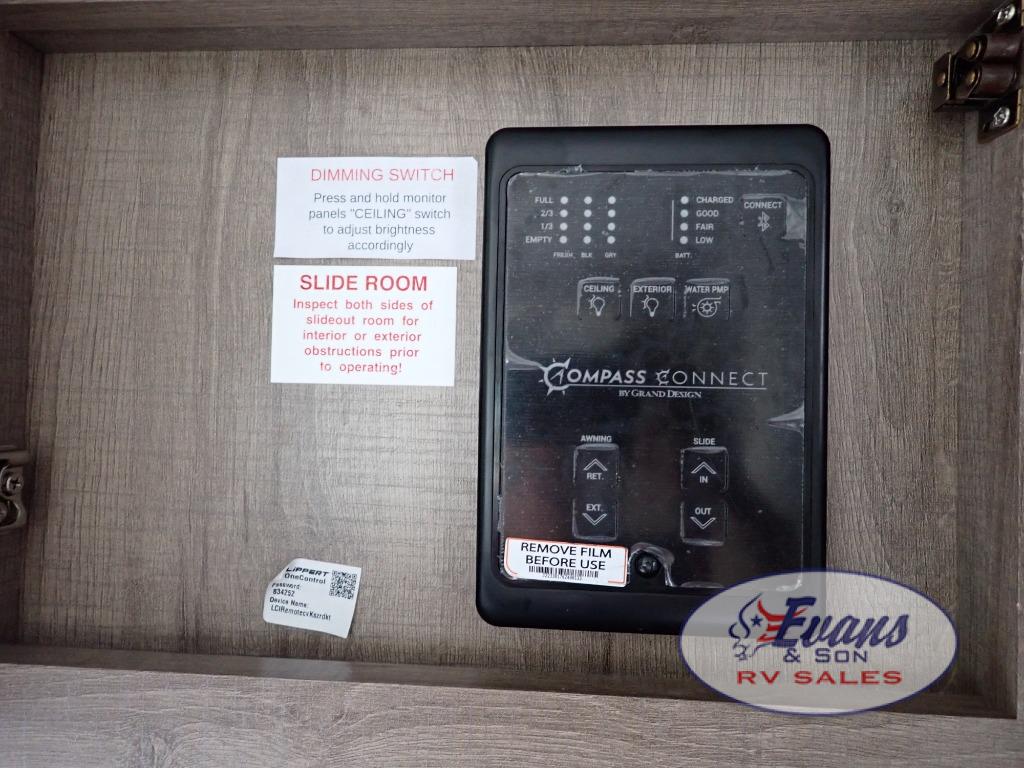 DIMMING SWITCH
Press and hold monitor
panels "CEILING" switch
to adjust brightness
accordingly
SLIDE ROOM
Inspect both sides of
slideout room for
interior or exterior
obstructions prior
to operating!
LIPPERT
OneControl
Password:
Device Name:
FULL
2/3
1/3
EMPTY
FRESH BLK GRY
CHARGED
GOOD
FAIR
LOW
BATT.
CONNECT
CEILING
EXTERIOR
WATER PMP
COMPASS CONNECT
BY GRAND DESIGN
AWNING
RET.
EXT.
SLIDE
IN
OUT
REMOVE FILM
BEFORE USE
Evans
& SON
RV SALES